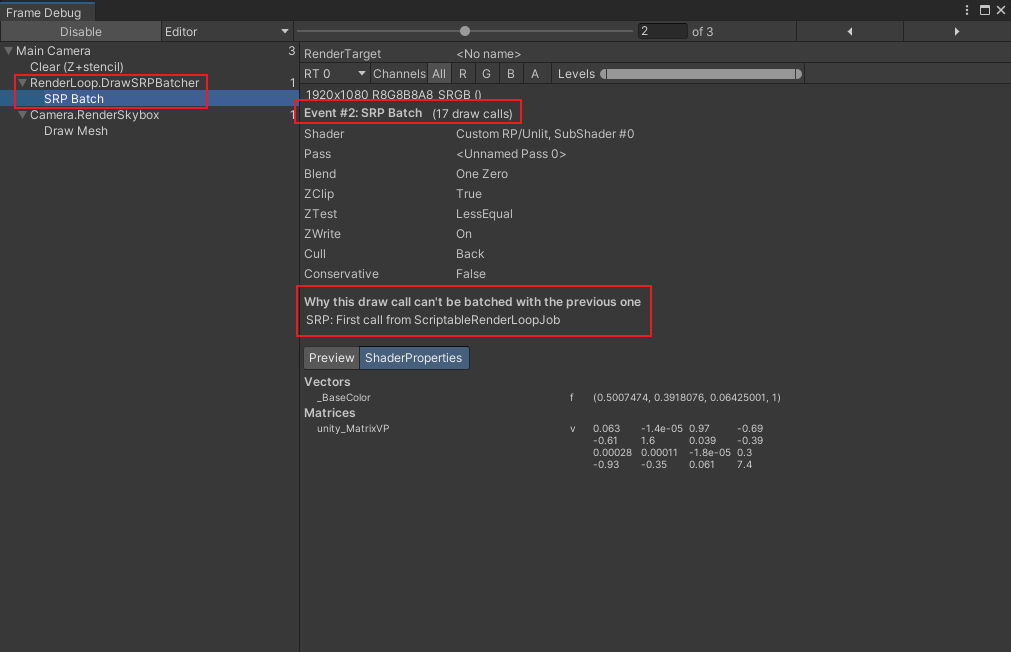 Frame Debug
Disable Editor 2 of 3
Main Camera 3
Clear (Z+stencil)
RenderLoop.DrawSRPBatcher 1
SRP Batch
Camera.RenderSkybox 1
Draw Mesh
RenderTarget <No name>
RT 0 Channels All R G B A Levels
1920x1080 R8G8B8A8_SRGB ()
Event #2: SRP Batch (17 draw calls)
Shader Custom RP/Unlit, SubShader #0
Pass <Unnamed Pass 0>
Blend One Zero
ZClip True
ZTest LessEqual
ZWrite On
Cull Back
Conservative False
Why this draw call can't be batched with the previous one
SRP: First call from ScriptableRenderLoopJob
Preview ShaderProperties
Vectors
_BaseColor f (0.5007474, 0.3918076, 0.06425001, 1)
Matrices
unity_MatrixVP v 0.063 -1.4e-05 0.97 -0.69
-0.61 1.6 0.039 -0.39
0.00028 0.00011 -1.8e-05 0.3
-0.93 -0.35 0.061 7.4